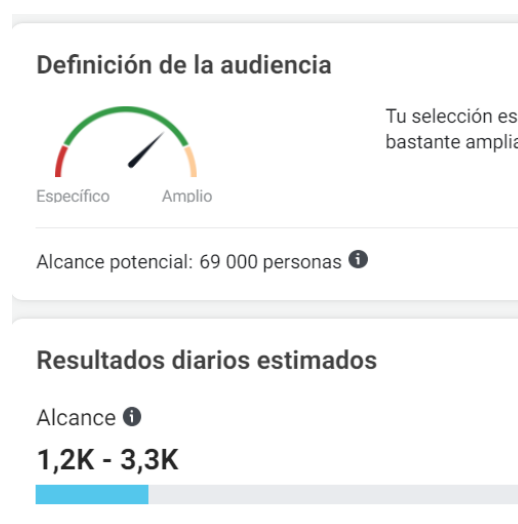 Definición de la audiencia
Tu selección es
bastante amplia
Específico
Amplio
Alcance potencial: 69 000 personas
Resultados diarios estimados
Alcance
1,2K - 3,3K